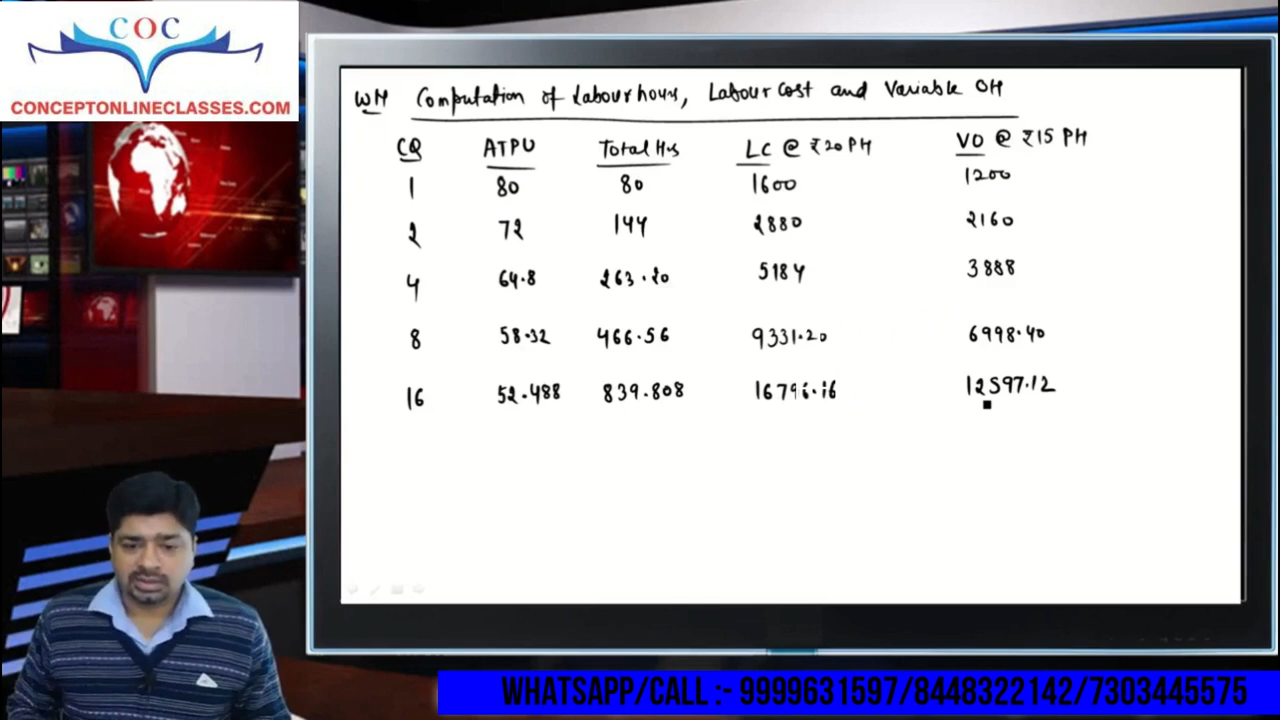 COC
CONCEPTONLINECLASSES.COM
WN Computation of Labour hours, Labour Cost and Variable OH
CQ ATPU Total Hrs LC @ ₹20 PH VO @ ₹15 PH
1 80 80 1600 1200
2 72 144 2880 2160
4 64.8 263.20 5184 3888
8 58.32 466.56 9331.20 6998.40
16 52.488 839.808 16796.16 12597.12
WHATSAPP/CALL :- 9999631597/8448322142/7303445575